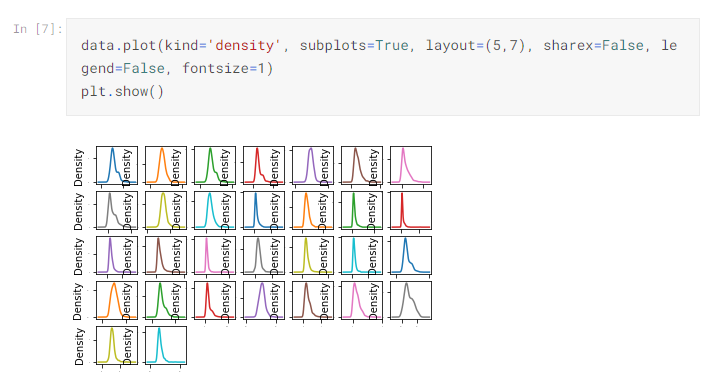 In [7]:
data.plot(kind='density', subplots=True, layout=(5,7), sharex=False, le
gend=False, fontsize=1)
plt.show()
Density Density Density Density Density Density Density
Density Density Density Density Density Density Density
Density Density Density Density Density Density Density
Density Density Density Density Density Density Density
Density Density